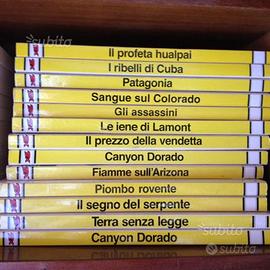 subito
Il profeta hualpai
I ribelli di Cuba
Patagonia
Sangue sul Colorado
Gli assassini
Le iene di Lamont
Il prezzo della vendetta
Canyon Dorado
Fiamme sull'Arizona
Piombo rovente
Il segno del serpente
Terra senza legge
Canyon Dorado
subito